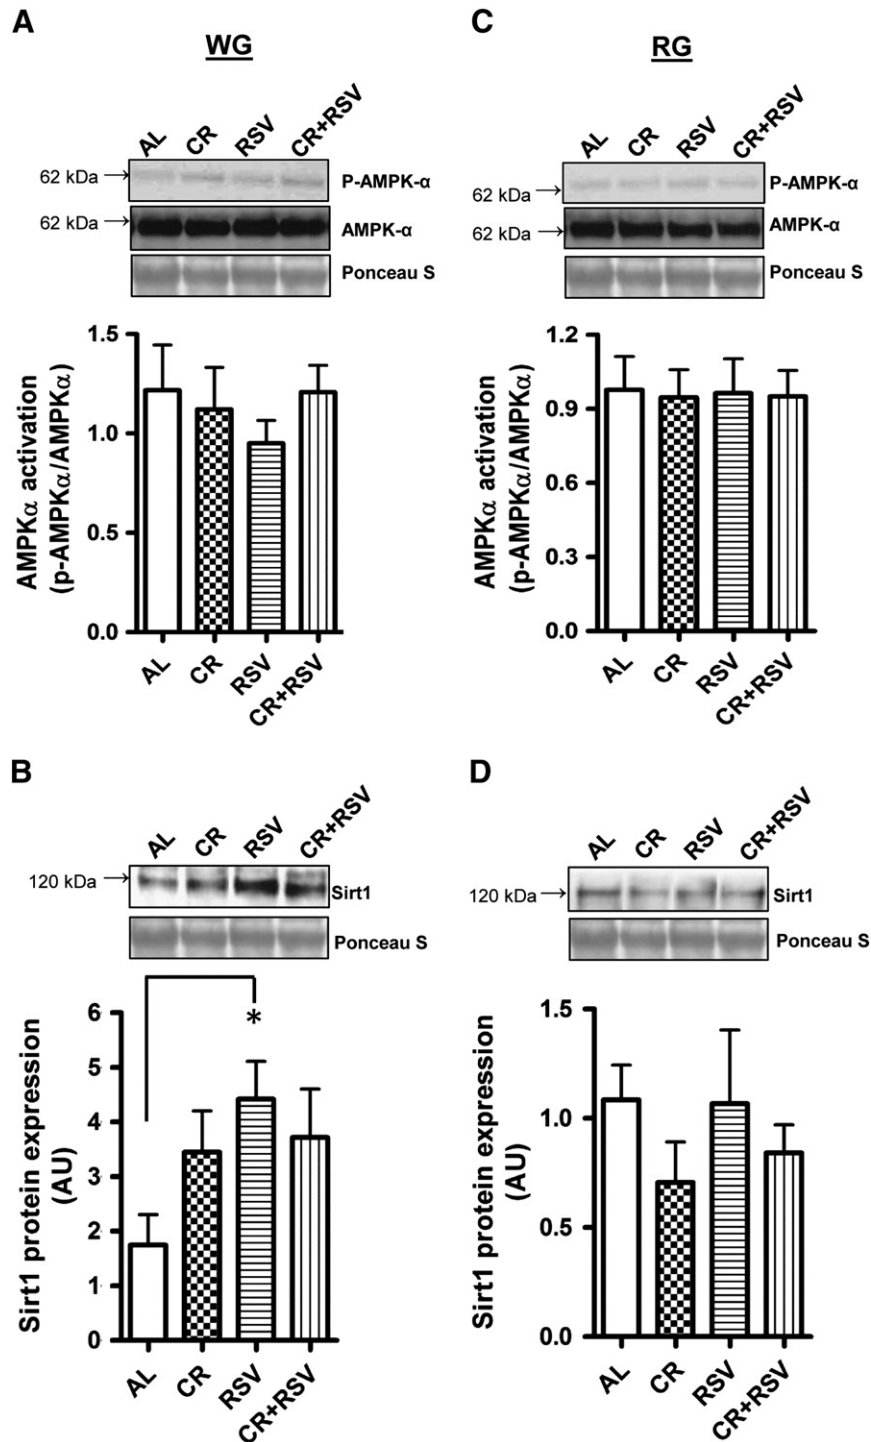 A
WG
AL CR RSV CR+RSV
62 kDa→ P-AMPK-α
62 kDa→ AMPK-α
Ponceau S
AMPKα activation
(p-AMPKα/AMPKα)
1.5
1.0
0.5
0.0
AL CR RSV CR+RSV
C
RG
AL CR RSV CR+RSV
62 kDa→ P-AMPK-α
62 kDa→ AMPK-α
Ponceau S
AMPKα activation
(p-AMPKα/AMPKα)
1.2
0.9
0.6
0.3
0.0
AL CR RSV CR+RSV
B
AL CR RSV CR+RSV
120 kDa→ Sirt1
Ponceau S
*
Sirt1 protein expression
(AU)
6
5
4
3
2
1
0
AL CR RSV CR+RSV
D
AL CR RSV CR+RSV
120 kDa→ Sirt1
Ponceau S
Sirt1 protein expression
(AU)
1.5
1.0
0.5
0.0
AL CR RSV CR+RSV